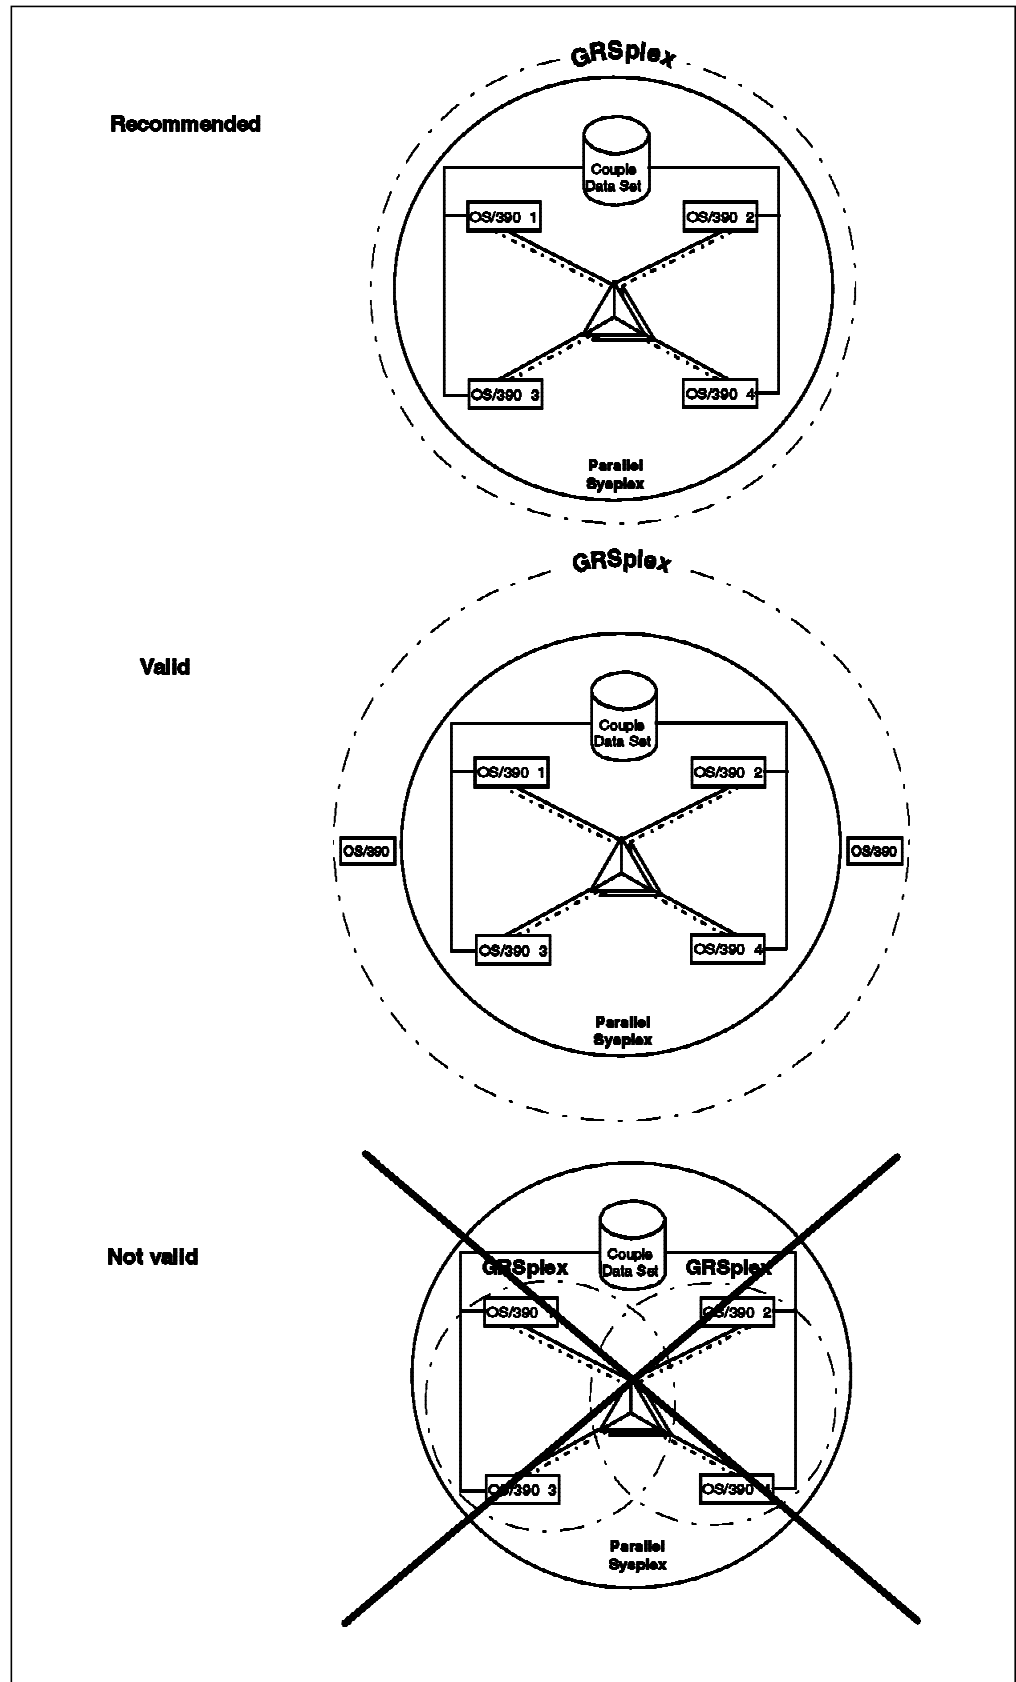 GRSplex
Recommended
Couple
Data Set
OS/390 1
OS/390 2
OS/390 3
OS/390 4
Parallel
Sysplex
GRSplex
Valid
Couple
Data Set
OS/390 1
OS/390 2
OS/390
OS/390
OS/390 3
OS/390 4
Parallel
Sysplex
Not valid
Couple
Data Set
GRSplex
GRSplex
OS/390 1
OS/390 2
OS/390 3
OS/390 4
Parallel
Sysplex